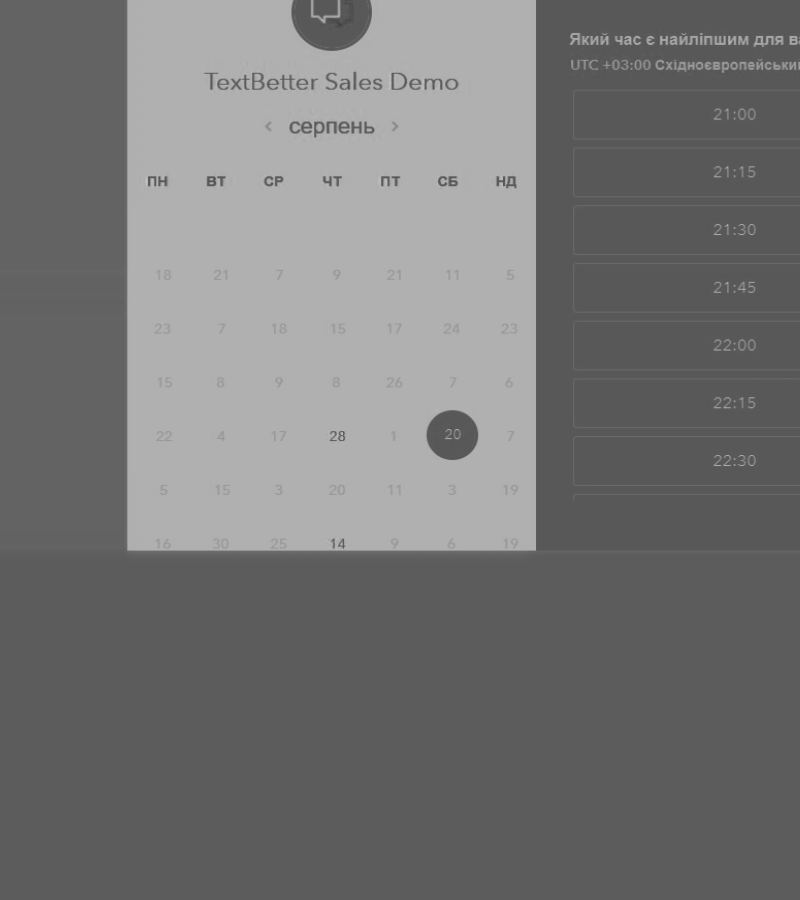 TextBetter Sales Demo
< серпень >
ПН ВТ СР ЧТ ПТ СБ НД
18 21 7 9 21 11 5
23 7 18 15 17 24 23
15 8 9 8 26 7 6
22 4 17 28 1 20 7
5 15 3 20 11 3 19
16 30 25 14 9 6 19
Який час є найліпшим для
UTC +03:00
21:00
21:15
21:30
21:45
22:00
22:15
22:30